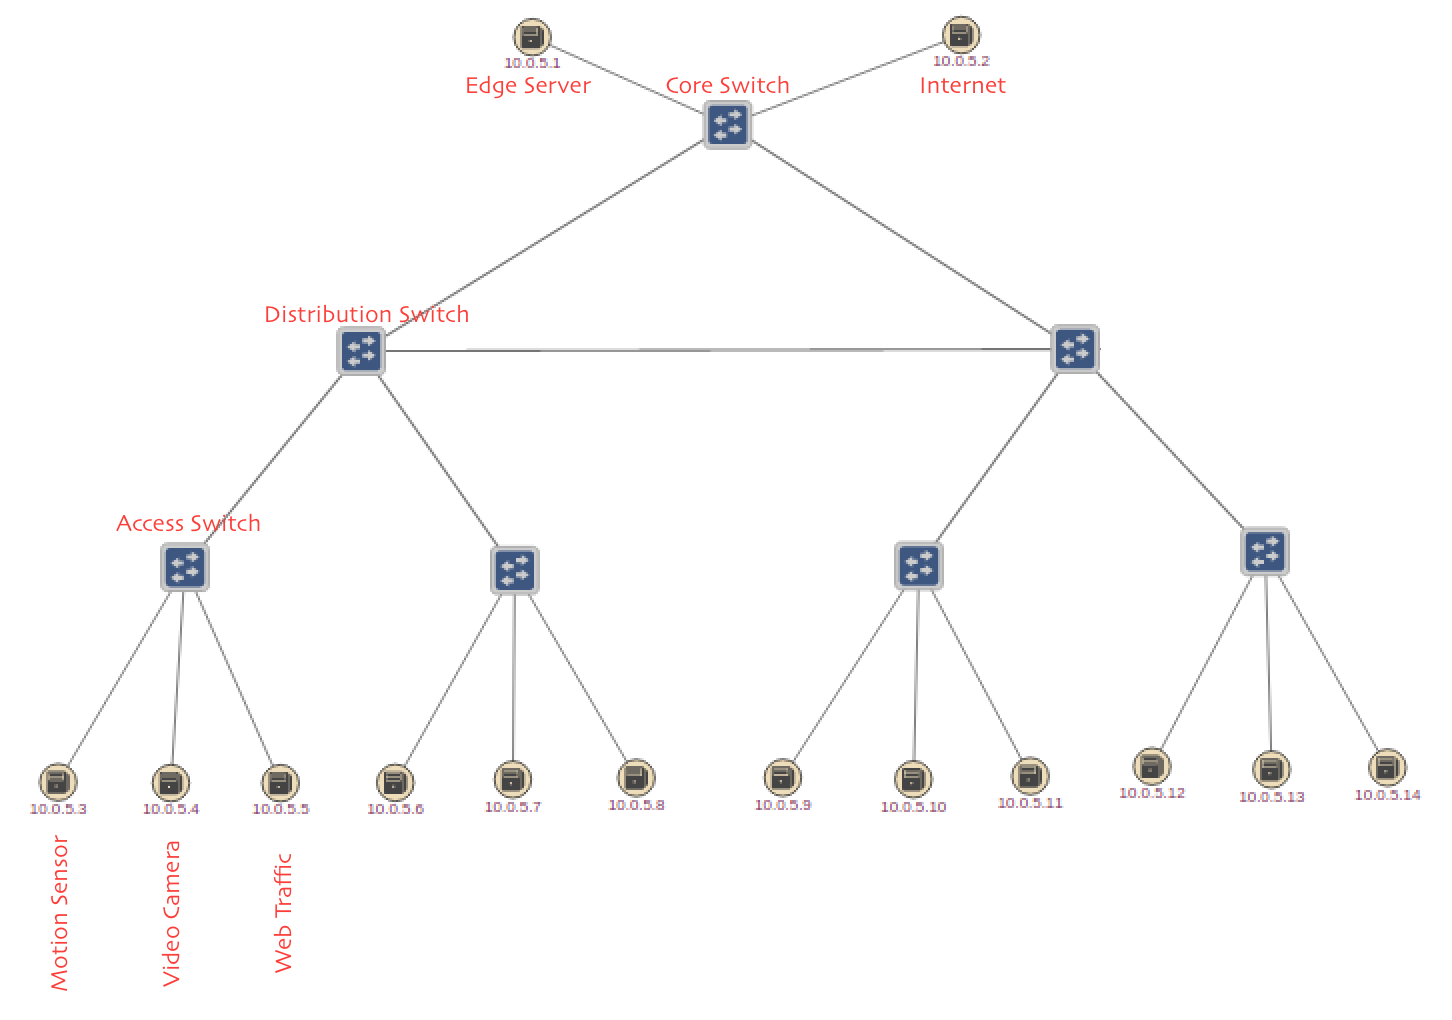 10.0.5.1
10.0.5.2
Edge Server
Core Switch
Internet
Distribution Switch
Access Switch
10.0.5.3
10.0.5.4
10.0.5.5
10.0.5.6
10.0.5.7
10.0.5.8
10.0.5.9
10.0.5.10
10.0.5.11
10.0.5.12
10.0.5.13
10.0.5.14
Motion Sensor
Video Camera
Web Traffic